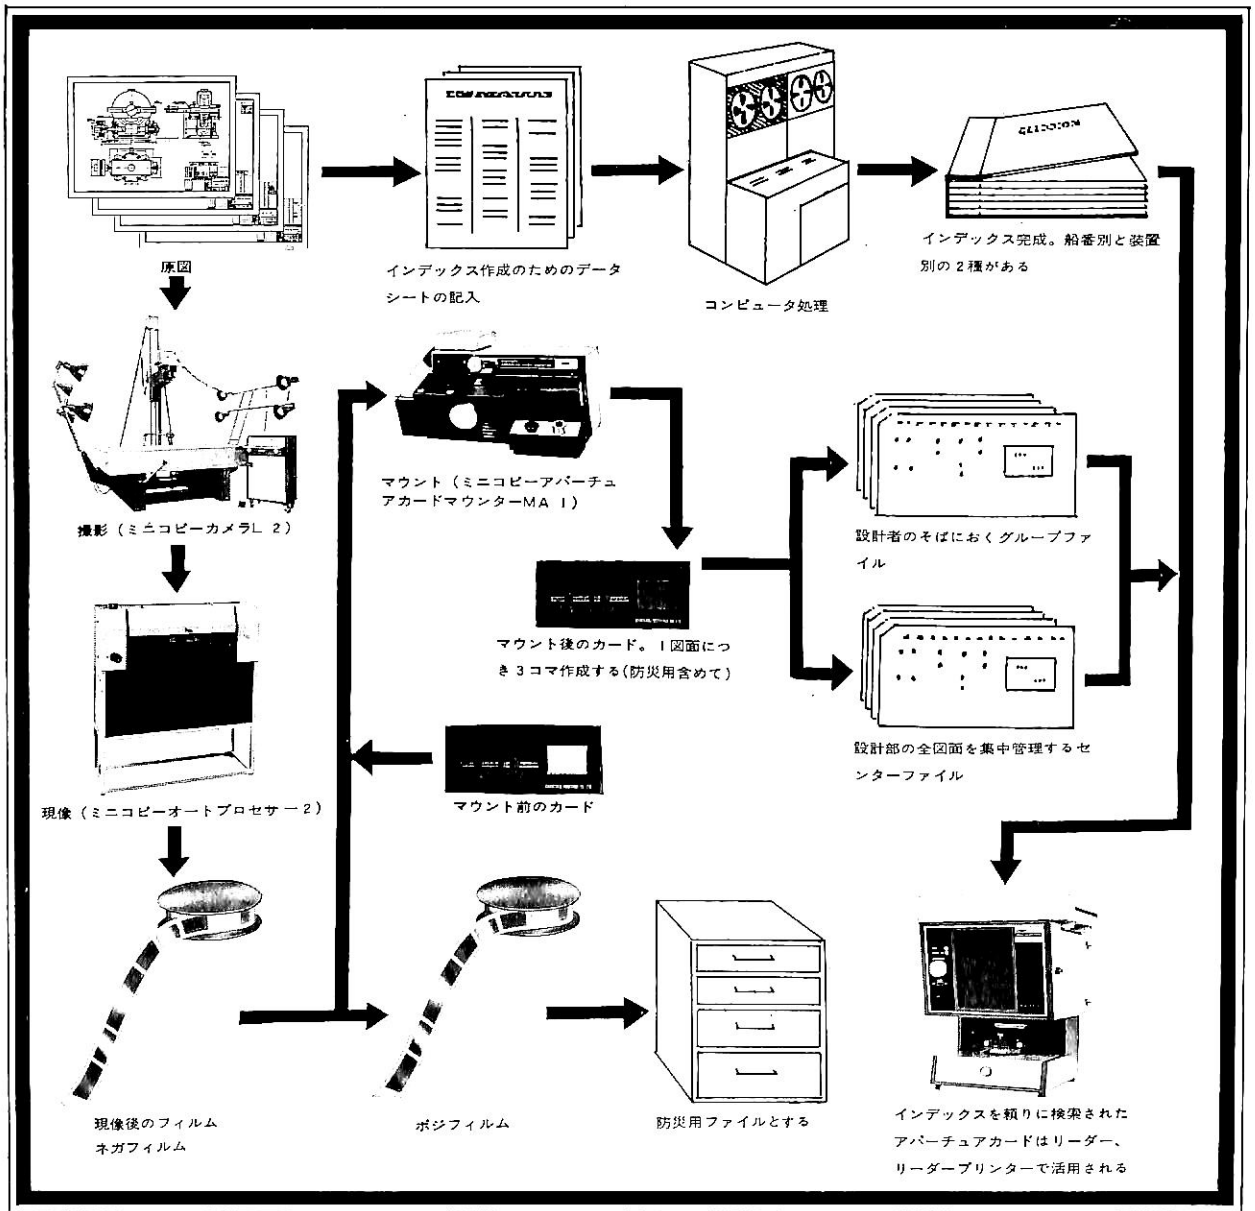 原図
インデックス作成のためのデータ
シートの記入
コンピュータ処理
インデックス完成。船番別と装置
別の2種がある
撮影(ミニコピーカメラL 2)
マウント(ミニコピーアパーチュ
アカードマウンターMA 1)
設計者のそばにおくグループファ
イル
マウント後のカード。1図面につ
き3コマ作成する(防災用含めて)
設計部の全図面を集中管理するセ
ンターファイル
現像(ミニコピーオートプロセサー2)
マウント前のカード
現像後のフィルム
ネガフィルム
ポジフィルム
防災用ファイルとする
インデックスを頼りに検索された
アパーチュアカードはリーダー、
リーダープリンターで活用される